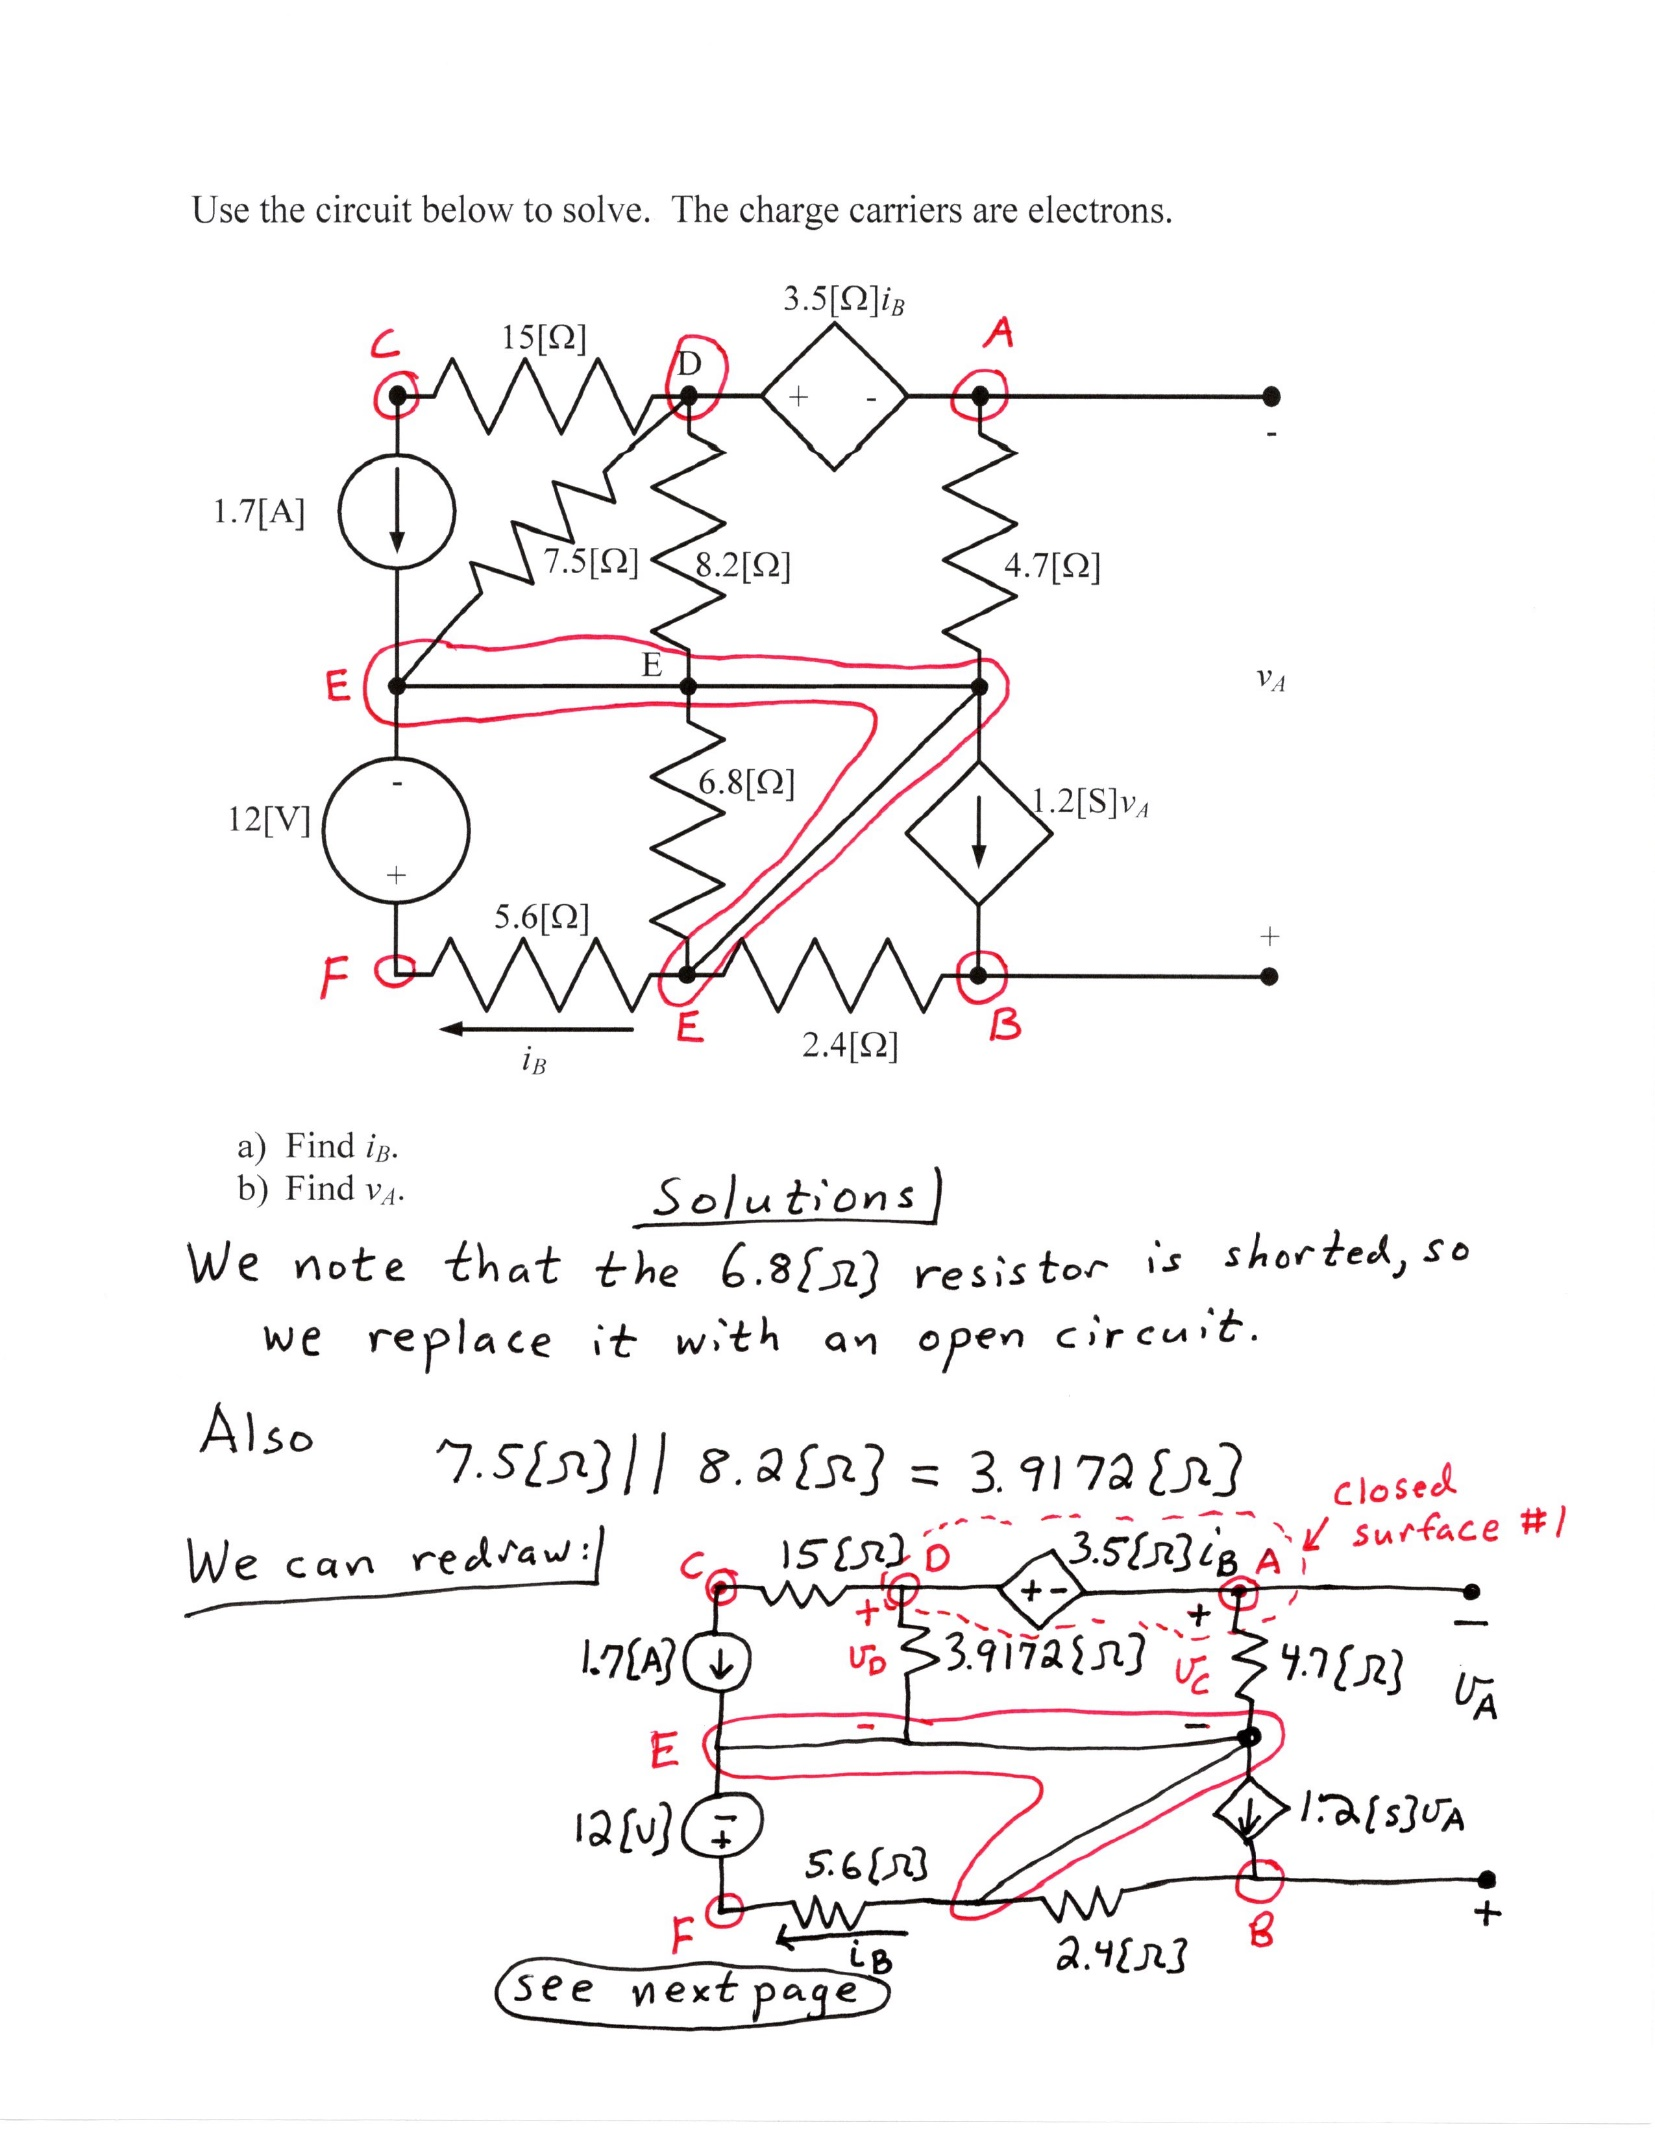 Use the circuit below to solve.  The charge carriers are electrons.
3.5[Ω]iB
C
15[Ω]
D
A
+
-
-
1.7[A]
7.5[Ω]
8.2[Ω]
4.7[Ω]
E
E
vA
-
12[V]
6.8[Ω]
1.2[S]vA
+
5.6[Ω]
+
F
E
B
iB
2.4[Ω]
a) Find iB.
b) Find vA.
Solutions
We note that the 6.8[Ω] resistor is shorted, so
we replace it with an open circuit.
Also 7.5[Ω] || 8.2[Ω] = 3.9172[Ω]
closed
surface #1
We can redraw:
C
15[Ω]
D
3.5[Ω]iB
A
+ -
-
+
+
1.7[A]
vD
3.9172[Ω]
vC
4.7[Ω]
vA
E
-
-
12[V]
-
+
1.2[S]vA
5.6[Ω]
F
B
+
iB
2.4[Ω]
see next page